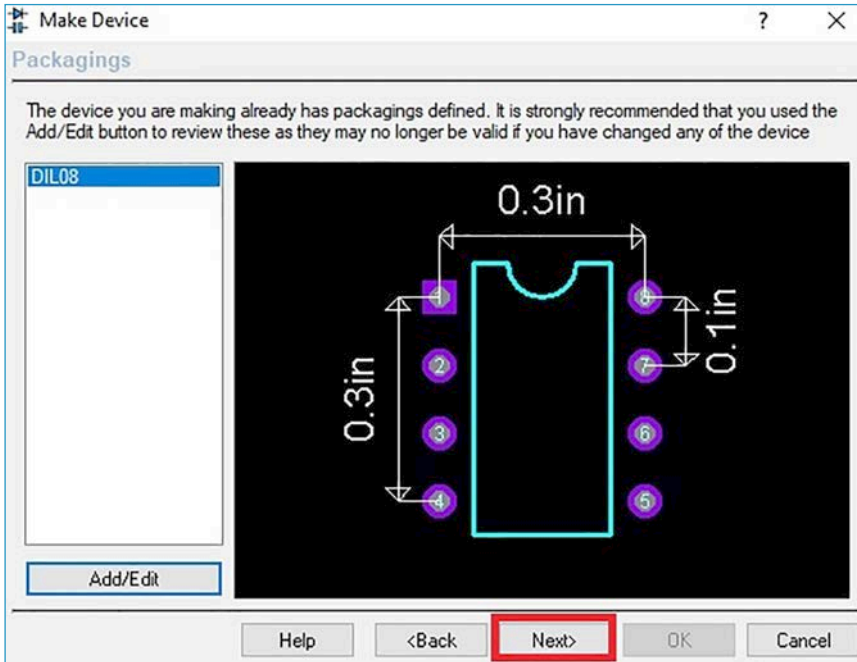 Make Device
?
Packagings
The device you are making already has packagings defined. It is strongly recommended that you used the
Add/Edit button to review these as they may no longer be valid if you have changed any of the device
DIL08
0.3in
1
8
0.1in
2
7
0.3in
3
6
4
5
Add/Edit
Help
<Back
Next>
OK
Cancel